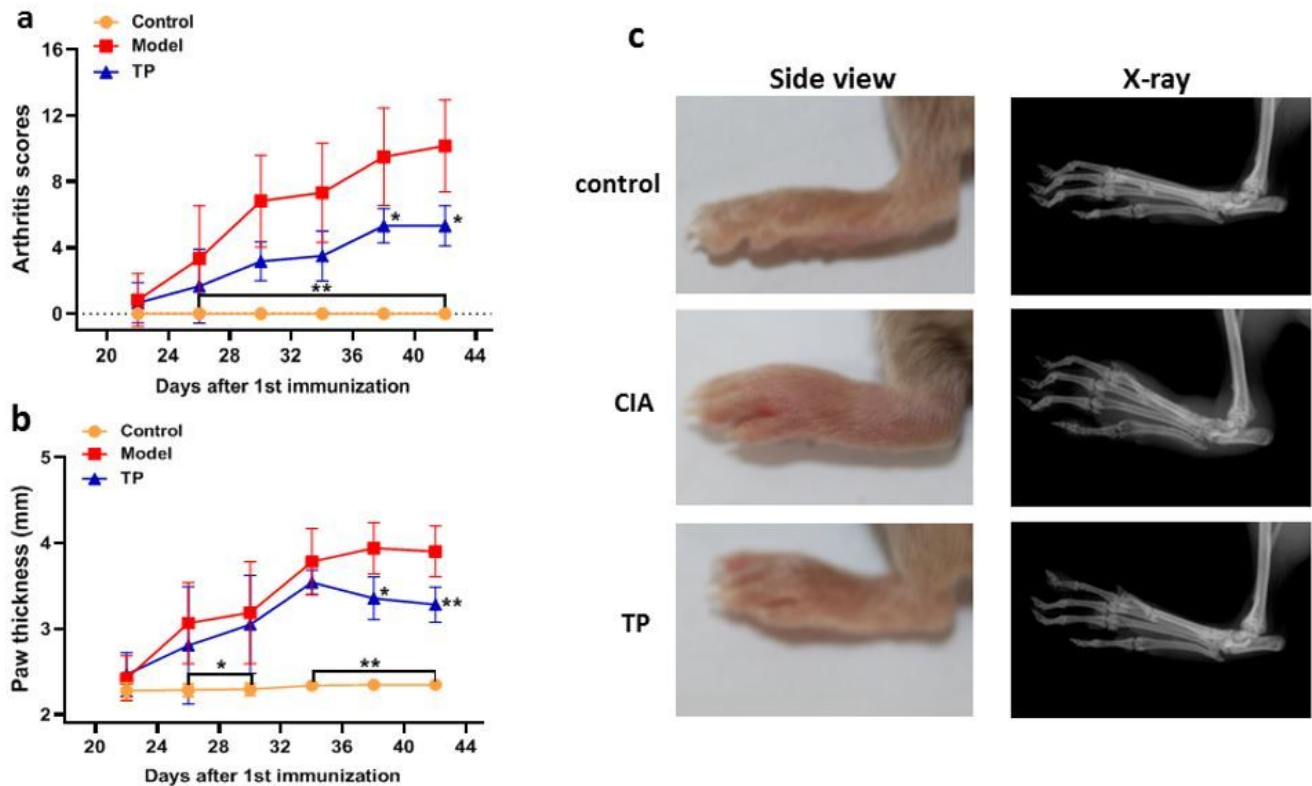 a
Control
Model
TP
16
12
8
4
0
Arthritis scores
*
*
**
20 24 28 32 36 40 44
Days after 1st immunization
b
Control
Model
TP
5
4
3
2
Paw thickness (mm)
*
**
*
**
20 24 28 32 36 40 44
Days after 1st immunization
c
Side view X-ray
control
CIA
TP